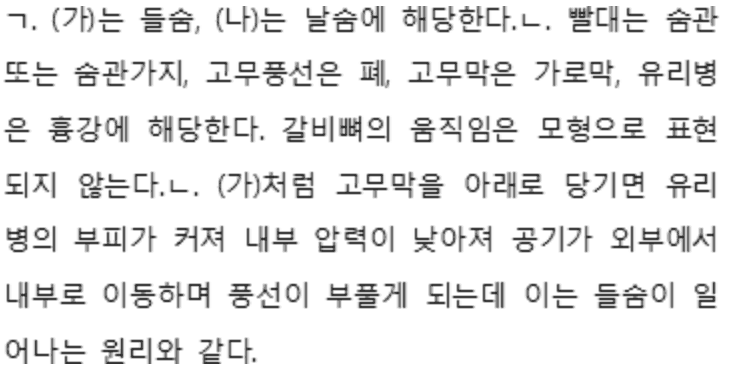 ㄱ. (가)는 들숨, (나)는 날숨에 해당한다.ㄴ. 빨대는 숨관
또는 숨관가지, 고무풍선은 폐, 고무막은 가로막, 유리병
은 흉강에 해당한다. 갈비뼈의 움직임은 모형으로 표현
되지 않는다.ㄴ. (가)처럼 고무막을 아래로 당기면 유리
병의 부피가 커져 내부 압력이 낮아져 공기가 외부에서
내부로 이동하며 풍선이 부풀게 되는데 이는 들숨이 일
어나는 원리와 같다.